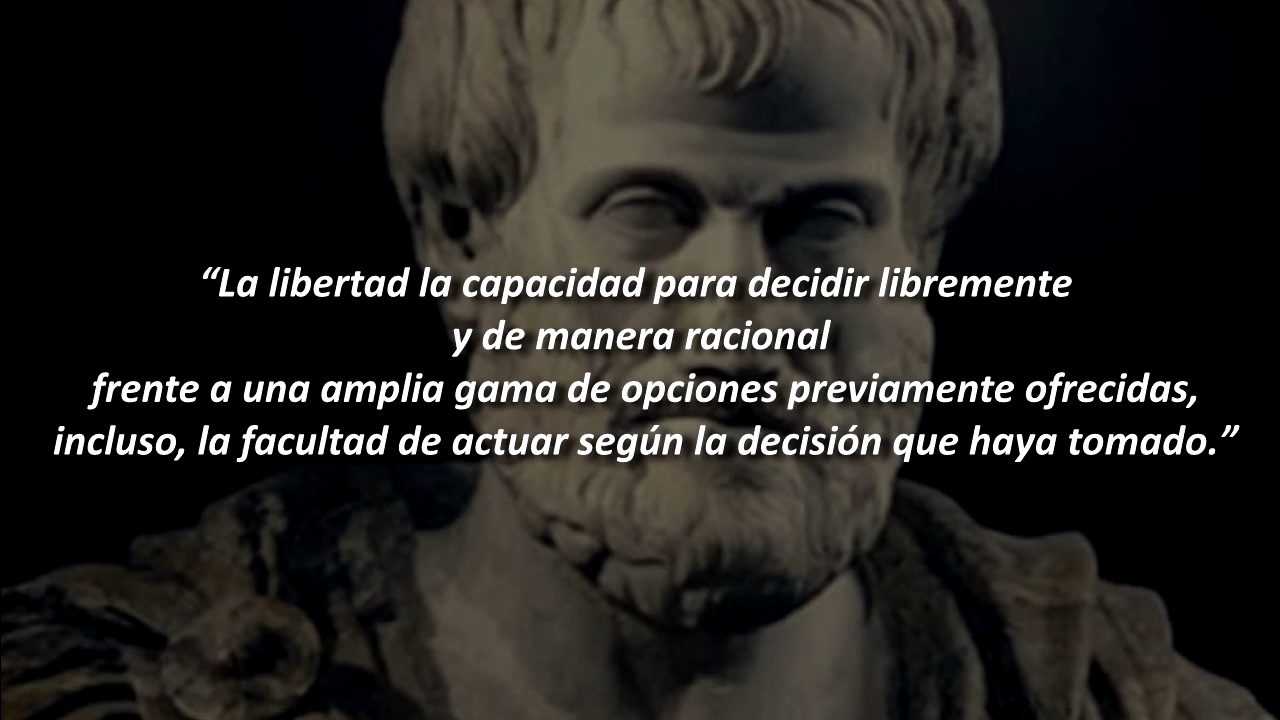 “La libertad la capacidad para decidir libremente
y de manera racional
frente a una amplia gama de opciones previamente ofrecidas,
incluso, la facultad de actuar según la decisión que haya tomado.”